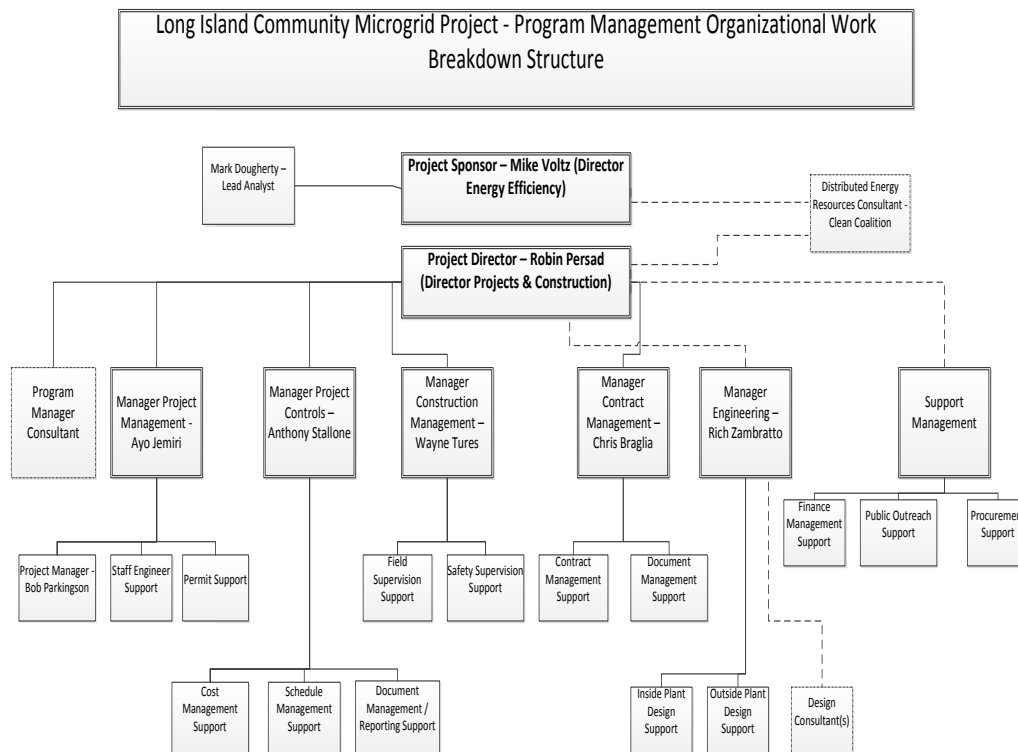 Long Island Community Microgrid Project - Program Management Organizational Work
Breakdown Structure
Mark Dougherty –
Lead Analyst
Project Sponsor – Mike Voltz (Director
Energy Efficiency)
Distributed Energy
Resources Consultant -
Clean Coalition
Project Director – Robin Persad
(Director Projects & Construction)
Program
Manager
Consultant
Manager Project
Management -
Ayo Jemiri
Manager Project
Controls –
Anthony Stallone
Manager
Construction
Management –
Wayne Tures
Manager
Contract
Management –
Chris Braglia
Manager
Engineering –
Rich Zambratto
Support
Management
Finance
Management
Support
Public Outreach
Support
Procurement
Support
Project Manager -
Bob Parkingson
Staff Engineer
Support
Permit Support
Field
Supervision
Support
Safety Supervision
Support
Contract
Management
Support
Document
Management
Support
Cost
Management
Support
Schedule
Management
Support
Document
Management /
Reporting Support
Inside Plant
Design
Support
Outside Plant
Design
Support
Design
Consultant(s)